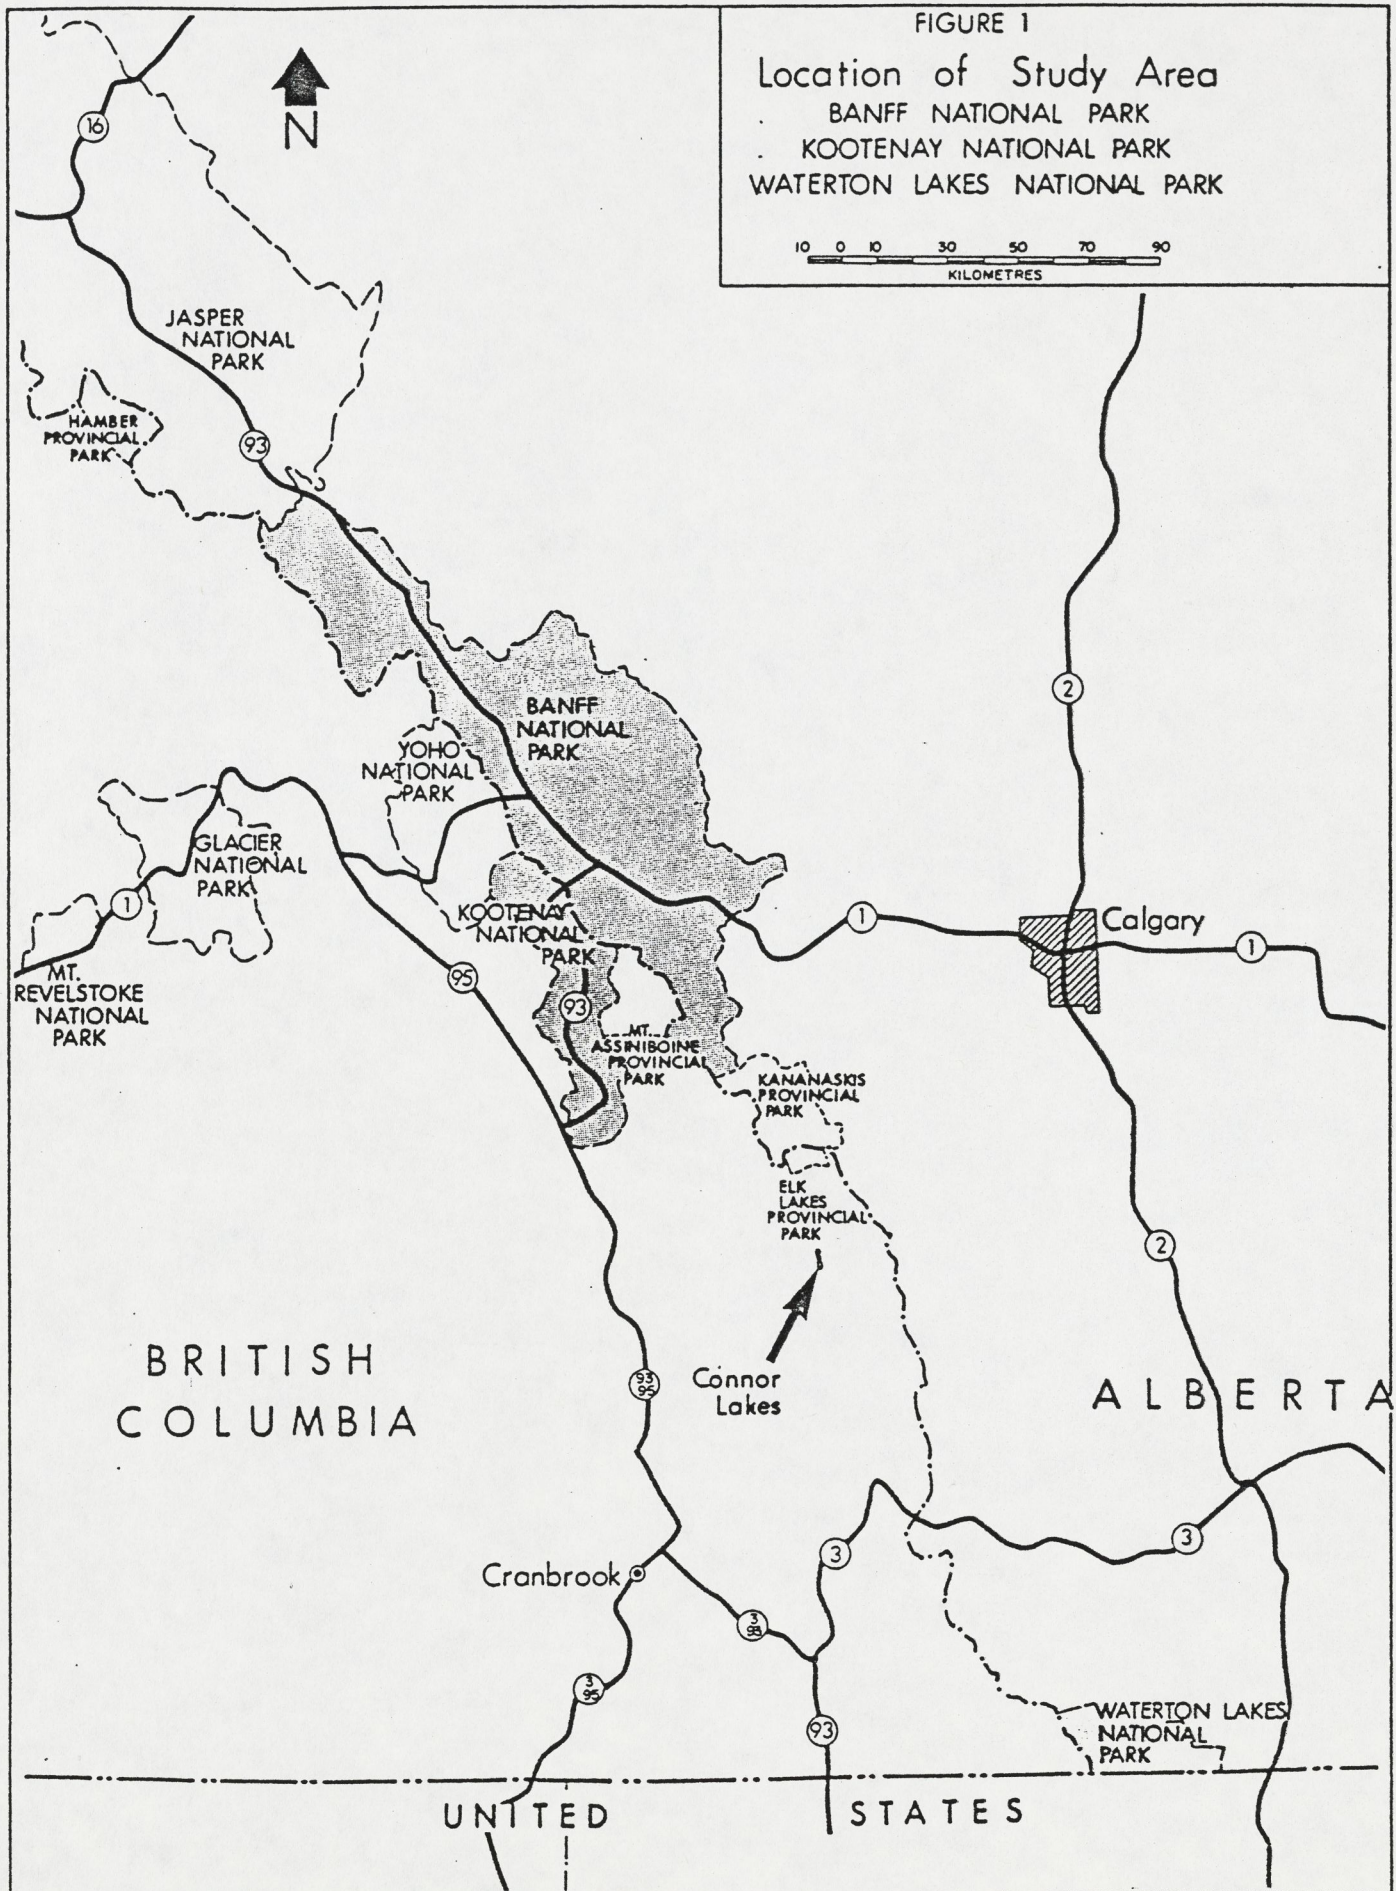 FIGURE 1
Location of Study Area
BANFF NATIONAL PARK
KOOTENAY NATIONAL PARK
WATERTON LAKES NATIONAL PARK
10 0 10 30 50 70 90
KILOMETRES
N
16
JASPER
NATIONAL
PARK
HAMBER
PROVINCIAL
PARK
93
2
BANFF
NATIONAL
PARK
YOHO
NATIONAL
PARK
GLACIER
NATIONAL
PARK
1
KOOTENAY
NATIONAL
PARK
1
Calgary
1
MT.
REVELSTOKE
NATIONAL
PARK
95
93
MT.
ASSINIBOINE
PROVINCIAL
PARK
KANANASKIS
PROVINCIAL
PARK
ELK
LAKES
PROVINCIAL
PARK
2
BRITISH
COLUMBIA
93
95
Connor
Lakes
ALBERTA
3
3
Cranbrook
3
93
3
95
93
WATERTON LAKES
NATIONAL
PARK
UNITED STATES